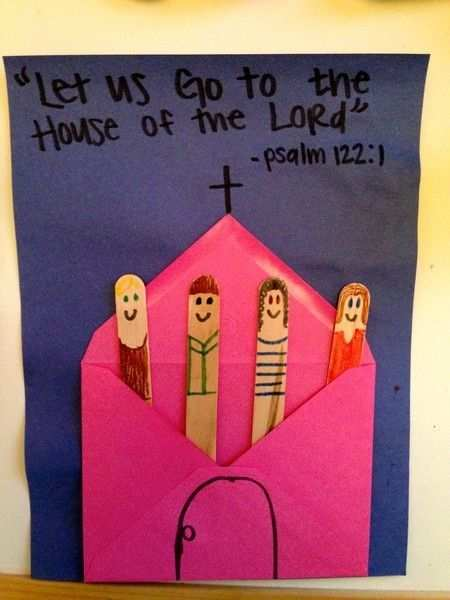 "Let us Go to the
House of the LORd"
-psalm 122:1